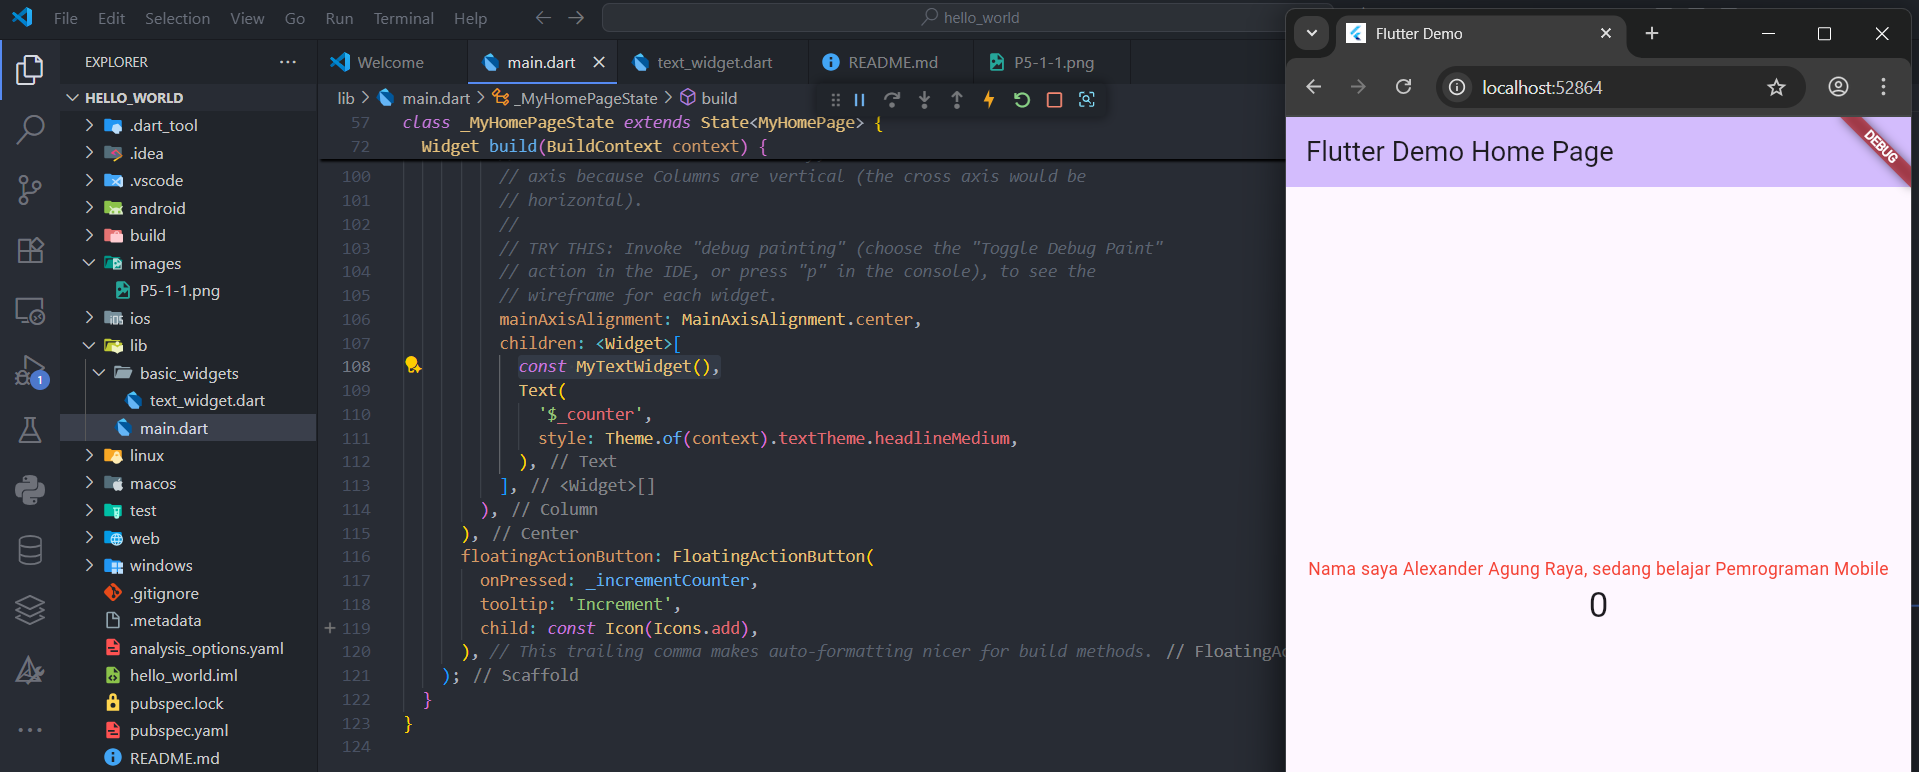 File Edit Selection View Go Run Terminal Help
hello_world
EXPLORER
HELLO_WORLD
.dart_tool
.idea
.vscode
android
build
images
P5-1-1.png
ios
lib
basic_widgets
text_widget.dart
main.dart
linux
macos
test
web
windows
.gitignore
.metadata
analysis_options.yaml
hello_world.iml
pubspec.lock
pubspec.yaml
README.md
1
Welcome
main.dart
text_widget.dart
README.md
P5-1-1.png
lib > main.dart > _MyHomePageState > build
57 class _MyHomePageState extends State<MyHomePage> {
72 Widget build(BuildContext context) {
100 // axis because Columns are vertical (the cross axis would be
101 // horizontal).
102 //
103 // TRY THIS: Invoke "debug painting" (choose the "Toggle Debug Paint"
104 // action in the IDE, or press "p" in the console), to see the
105 // wireframe for each widget.
106 mainAxisAlignment: MainAxisAlignment.center,
107 children: <Widget>[
108 const MyTextWidget(),
109 Text(
110 '$_counter',
111 style: Theme.of(context).textTheme.headlineMedium,
112 ), // Text
113 ], // <Widget>[]
114 ), // Column
115 ), // Center
116 floatingActionButton: FloatingActionButton(
117 onPressed: _incrementCounter,
118 tooltip: 'Increment',
119 child: const Icon(Icons.add),
120 ), // This trailing comma makes auto-formatting nicer for build methods. // FloatingAc
121 ); // Scaffold
122 }
123 }
124
Flutter Demo
localhost:52864
Flutter Demo Home Page
DEBUG
Nama saya Alexander Agung Raya, sedang belajar Pemrograman Mobile
0